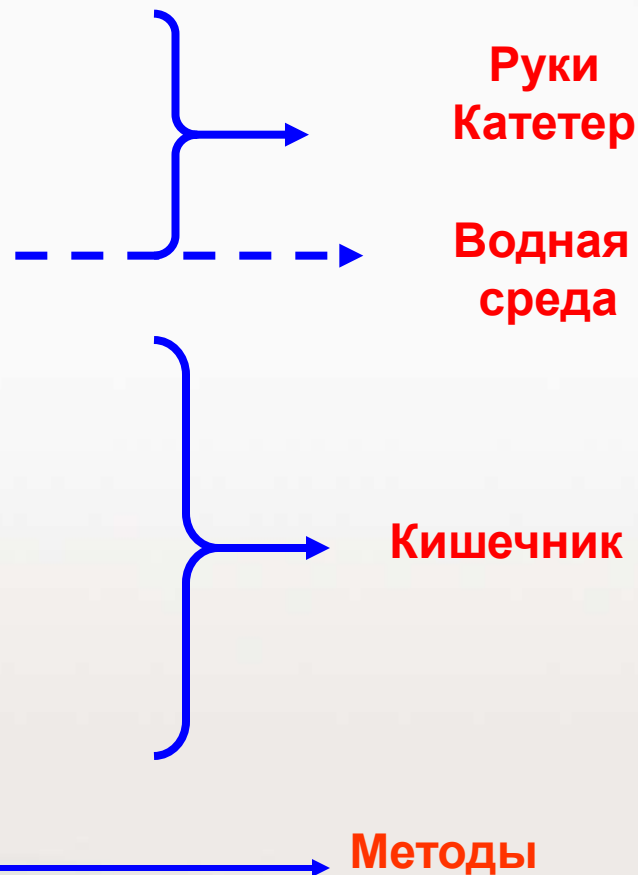 Руки
Катетер
Водная
среда
Кишечник
Методы